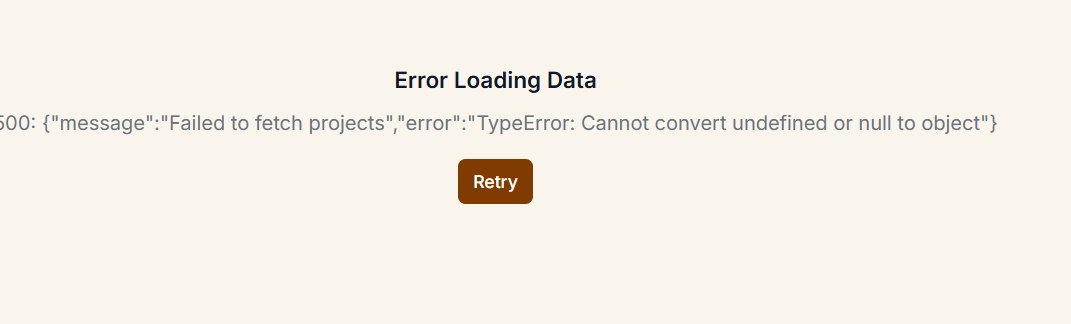 Error Loading Data
500: {"message":"Failed to fetch projects","error":"TypeError: Cannot convert undefined or null to object"}
Retry